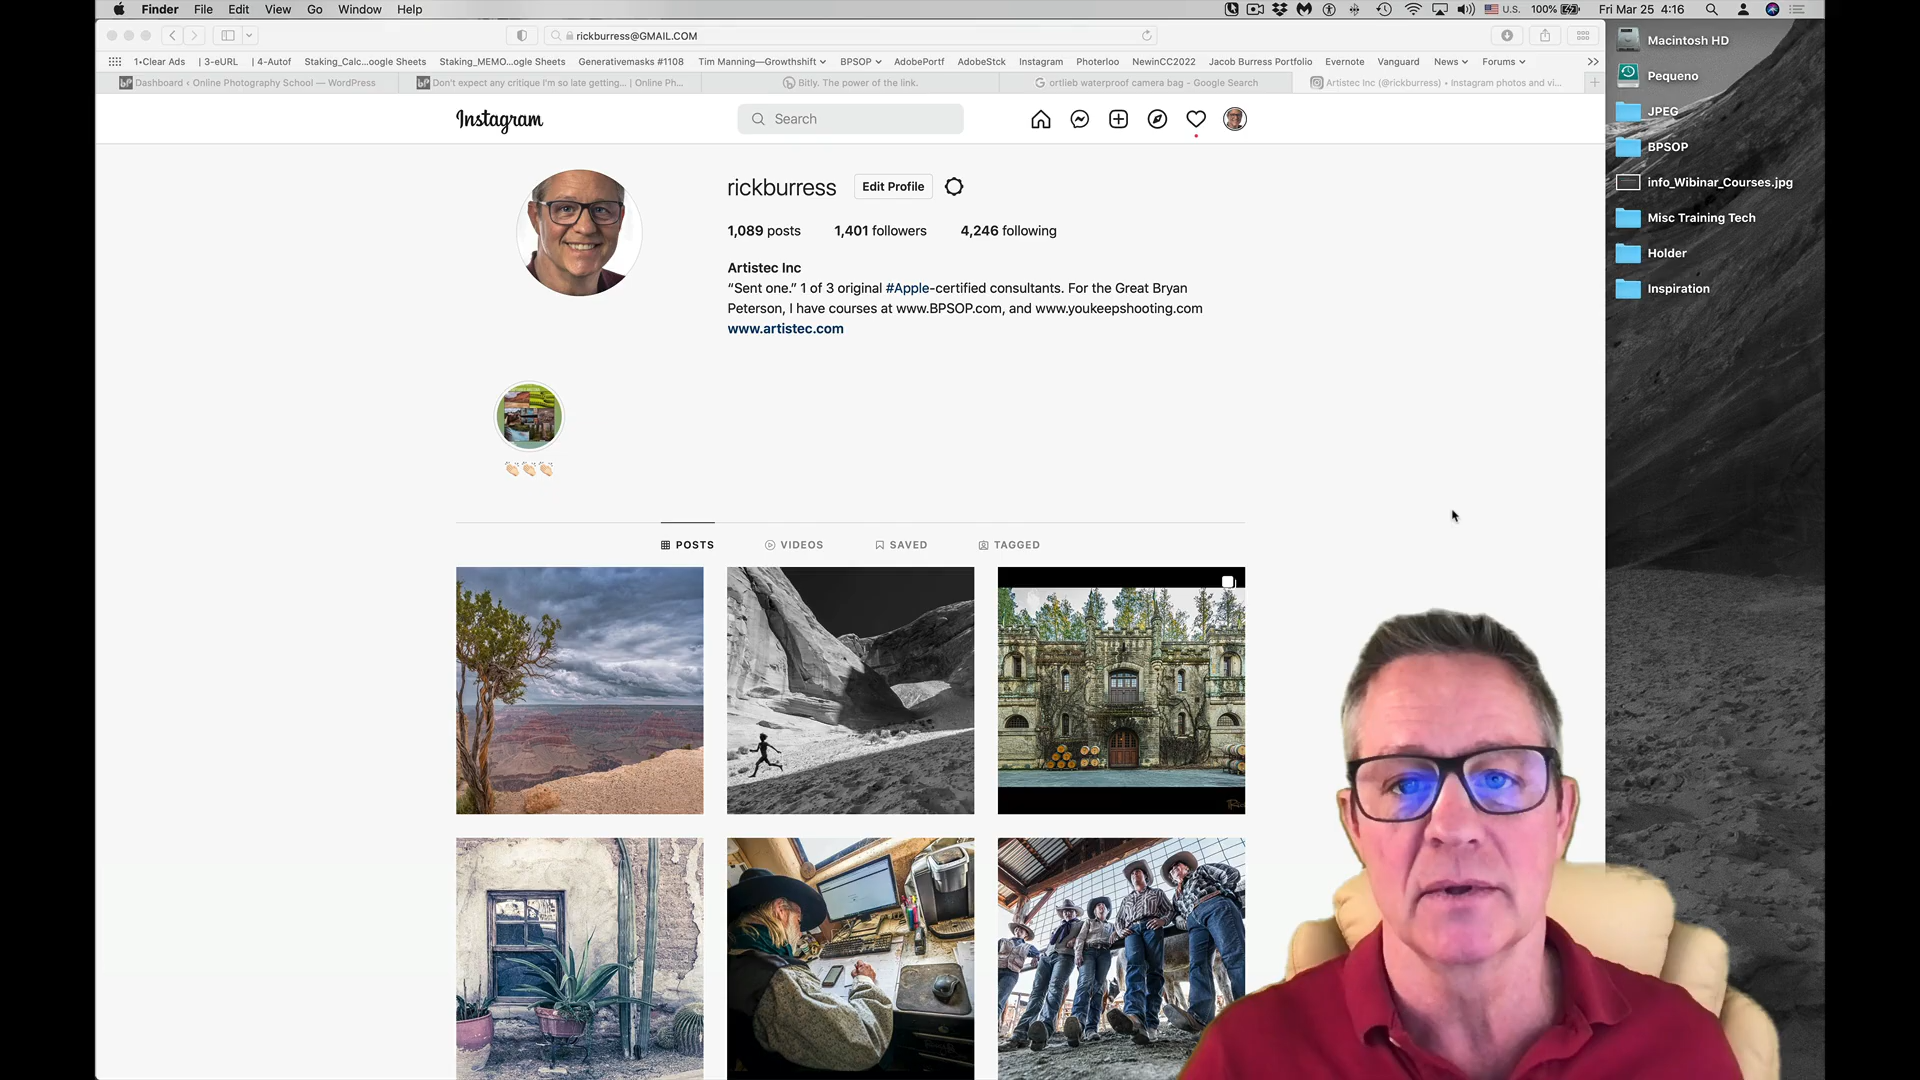 Finder File Edit View Go Window Help
U.S. 100% Fri Mar 25 4:16
rickburress@GMAIL.COM
1•Clear Ads | 3-eURL | 4-Autof Staking_Calc...oogle Sheets Staking_MEMO...ogle Sheets Generativemasks #1108 Tim Manning—Growthshift BPSOP AdobePortf AdobeStck Instagram Photerloo NewinCC2022 Jacob Burress Portfolio Evernote Vanguard News Forums
Dashboard ‹ Online Photography School — WordPress
Don't expect any critique I'm so late getting... | Online Ph...
Bitly. The power of the link.
ortlieb waterproof camera bag - Google Search
Artistec Inc (@rickburress) • Instagram photos and vi...
Instagram
Search
rickburress
Edit Profile
1,089 posts 1,401 followers 4,246 following
Artistec Inc
“Sent one.” 1 of 3 original #Apple-certified consultants. For the Great Bryan
Peterson, I have courses at www.BPSOP.com, and www.youkeepshooting.com
www.artistec.com
POSTS VIDEOS SAVED TAGGED
Macintosh HD
Pequeno
JPEG
BPSOP
info_Wibinar_Courses.jpg
Misc Training Tech
Holder
Inspiration